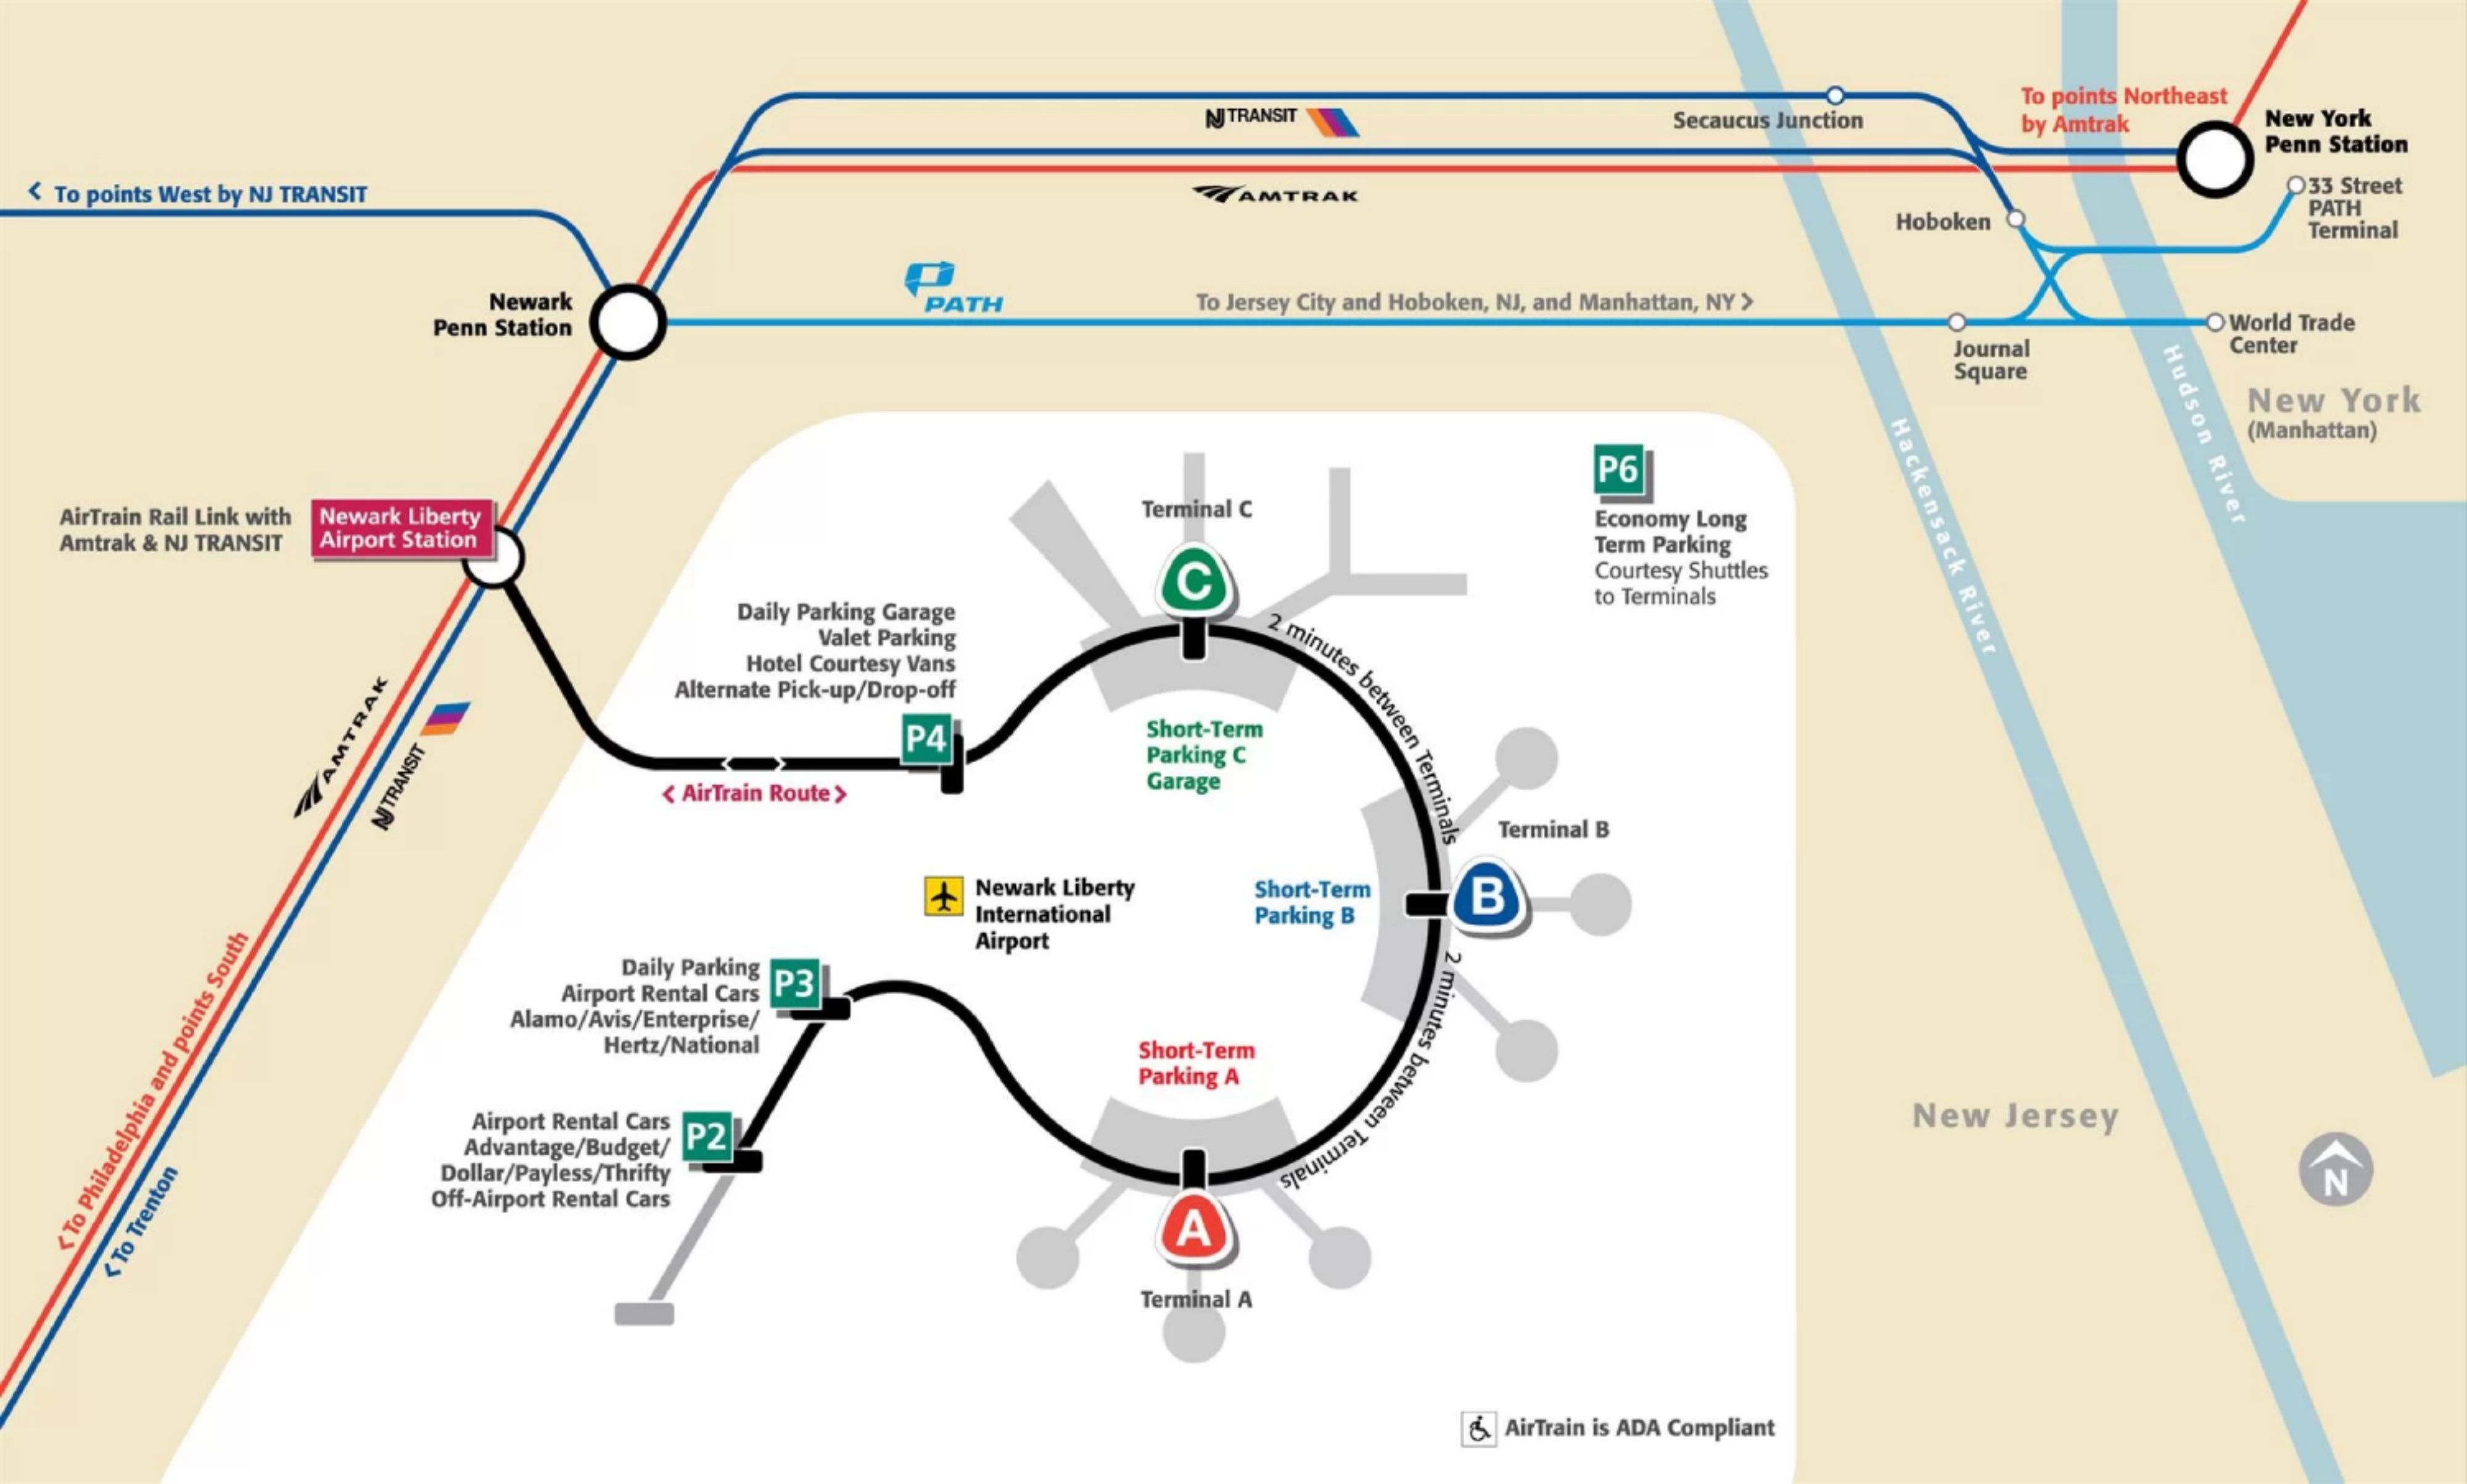 NJ TRANSIT
Secaucus Junction
To points Northeast
by Amtrak
New York
Penn Station
< To points West by NJ TRANSIT
AMTRAK
33 Street
PATH
Terminal
Hoboken
Newark
Penn Station
PATH
To Jersey City and Hoboken, NJ, and Manhattan, NY >
World Trade
Center
Journal
Square
Hudson River
New York
(Manhattan)
Hackensack River
AirTrain Rail Link with
Amtrak & NJ TRANSIT
Newark Liberty
Airport Station
Terminal C
C
P6
Economy Long
Term Parking
Courtesy Shuttles
to Terminals
Daily Parking Garage
Valet Parking
Hotel Courtesy Vans
Alternate Pick-up/Drop-off
P4
< AirTrain Route >
Short-Term
Parking C
Garage
2 minutes between Terminals
AMTRAK
NJ TRANSIT
Terminal B
B
Short-Term
Parking B
Newark Liberty
International
Airport
2 minutes between Terminals
Daily Parking
Airport Rental Cars
Alamo/Avis/Enterprise/
Hertz/National
P3
Short-Term
Parking A
Airport Rental Cars
Advantage/Budget/
Dollar/Payless/Thrifty
Off-Airport Rental Cars
P2
A
Terminal A
< To Philadelphia and points South
< To Trenton
New Jersey
N
AirTrain is ADA Compliant